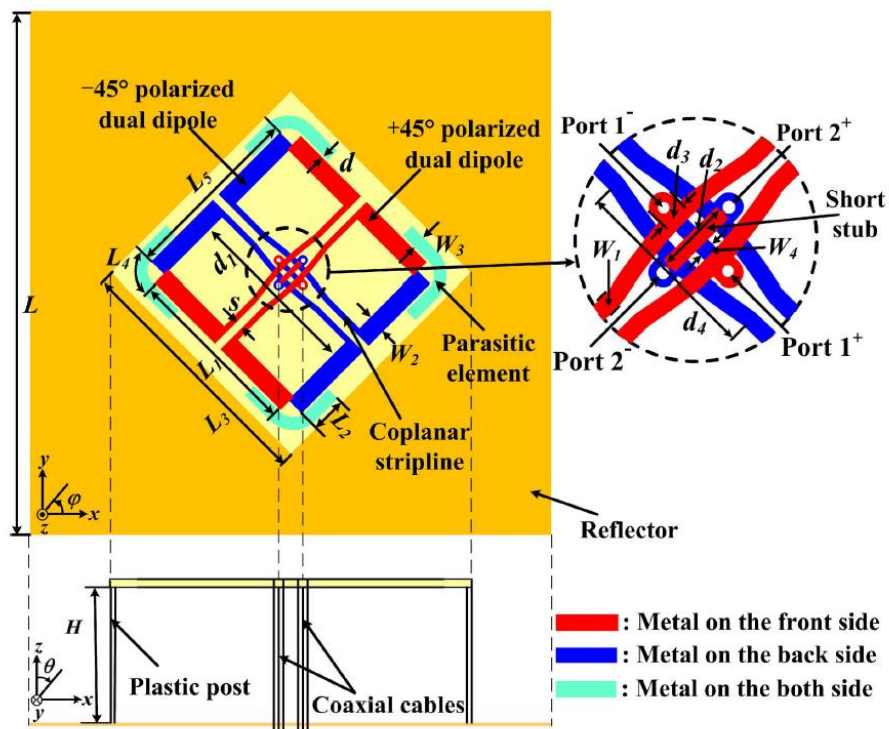 −45° polarized
dual dipole
+45° polarized
dual dipole
L
L5
L4
d
d1
s
W3
W2
L1
L3
L2
Parasitic
element
Coplanar
stripline
Reflector
y
φ
z
x
Port 1-
Port 2+
d3
d2
Short
stub
W1
W4
d4
Port 2-
Port 1+
H
z
θ
x
y
Plastic post
Coaxial cables
: Metal on the front side
: Metal on the back side
: Metal on the both side